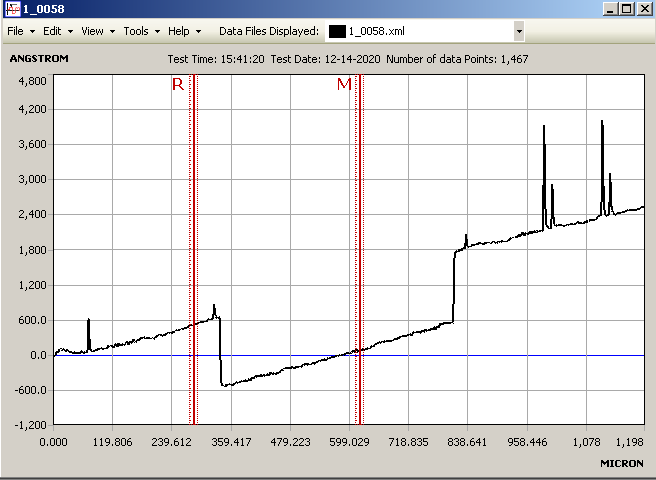 1_0058
File Edit View Tools Help Data Files Displayed: 1_0058.xml
ANGSTROM Test Time: 15:41:20 Test Date: 12-14-2020 Number of data Points: 1,467
R M
4,800
4,200
3,600
3,000
2,400
1,800
1,200
600.0
0.0
-600.0
-1,200
0.000 119.806 239.612 359.417 479.223 599.029 718.835 838.641 958.446 1,078 1,198
MICRON